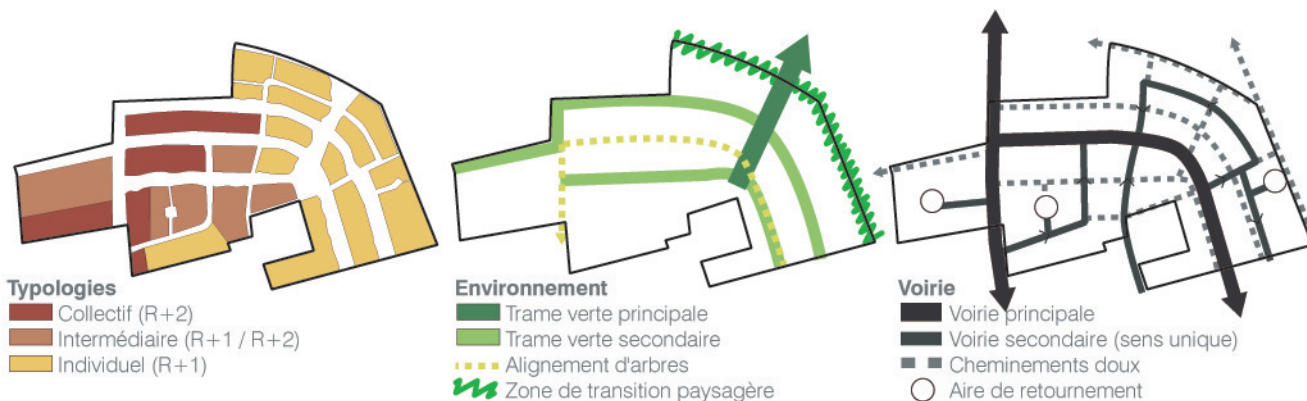 Typologies
Collectif (R+2)
Intermédiaire (R+1 / R+2)
Individuel (R+1)
Environnement
Trame verte principale
Trame verte secondaire
Alignement d'arbres
Zone de transition paysagère
Voirie
Voirie principale
Voirie secondaire (sens unique)
Cheminements doux
Aire de retournement